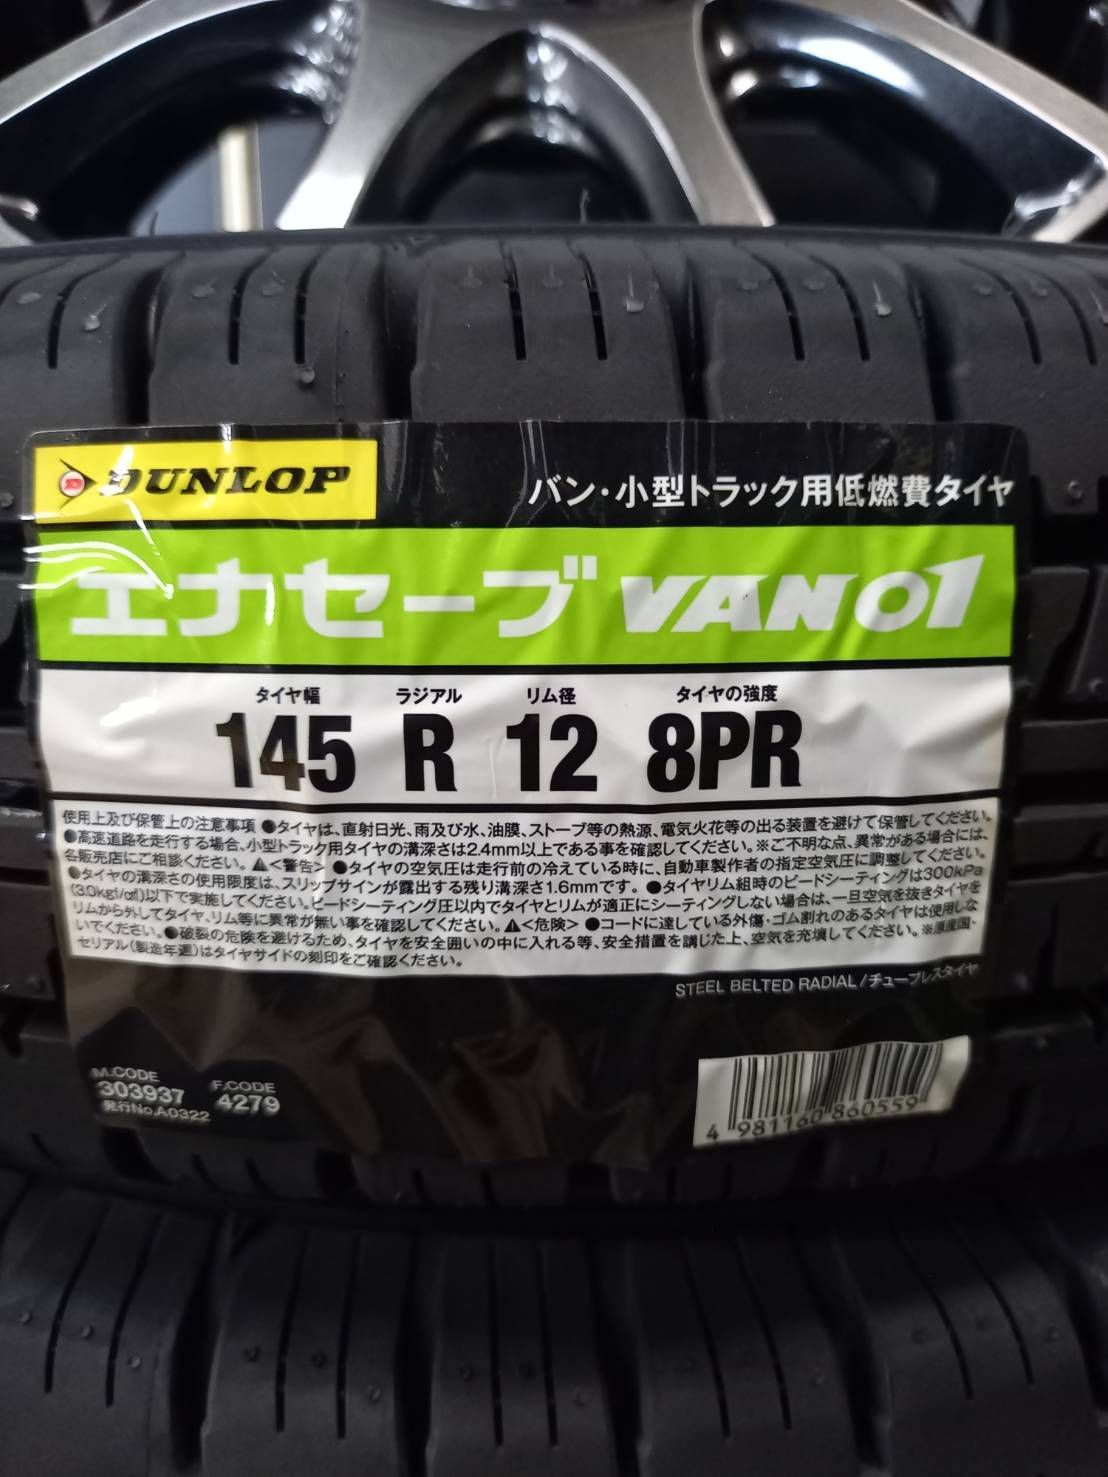 DUNLOP
バン・小型トラック用低燃費タイヤ
エナセーブ VAN01
タイヤ幅 ラジアル リム径 タイヤの強度
145 R 12 8PR
使用上及び保管上の注意事項 ●タイヤは、直射日光、雨及び水、油膜、ストーブ等の熱源、電気火花等の出る装置を避けて保管してください。
●高速道路を走行する場合、小型トラック用タイヤの溝深さは2.4mm以上である事を確認してください。※ご不明な点、異常がある場合には、
各販売店にご相談ください。⚠<警告> ●タイヤの空気圧は走行前の冷えている時に、自動車製作者の指定空気圧に調整してください。
●タイヤの溝深さの使用限度は、スリップサインが露出する残り溝深さ1.6mmです。 ●タイヤリム組時のビードシーティングは300kPa
(3.0kgf/c㎡)以下で実施してください。ビードシーティング圧以内でタイヤとリムが適正にシーティングしない場合は、一旦空気を抜きタイヤを
リムから外してタイヤ、リム等に異常が無い事を確認してください。⚠<危険> ●コードに達している外傷・ゴム割れのあるタイヤは使用しな
いでください。●破裂の危険を避けるため、タイヤを安全囲いの中に入れる等、安全措置を講じた上、空気を充填してください。※原産国・
セリアル(製造年週)はタイヤサイドの刻印をご確認ください。
STEEL BELTED RADIAL/チューブレスタイヤ
M.CODE F.CODE
303937 4279
発行No.A0322
4 981160 860559